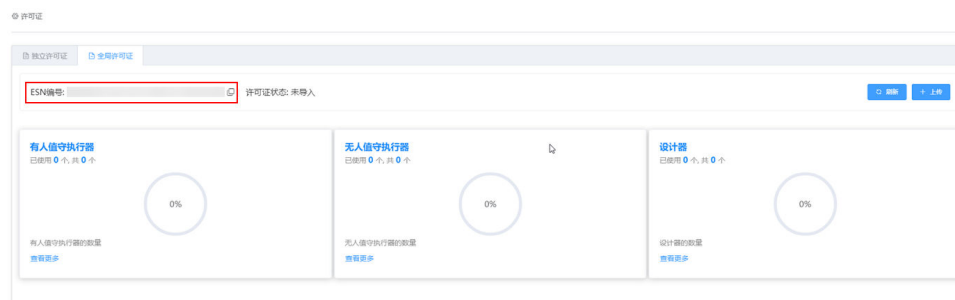 许可证
独立许可证 全局许可证
ESN编号: 许可证状态: 未导入 刷新 上传
有人值守执行器 无人值守执行器 设计器
已使用 0 个, 共 0 个 已使用 0 个, 共 0 个 已使用 0 个, 共 0 个
0% 0% 0%
有人值守执行器的数量 无人值守执行器的数量 设计器的数量
查看更多 查看更多 查看更多